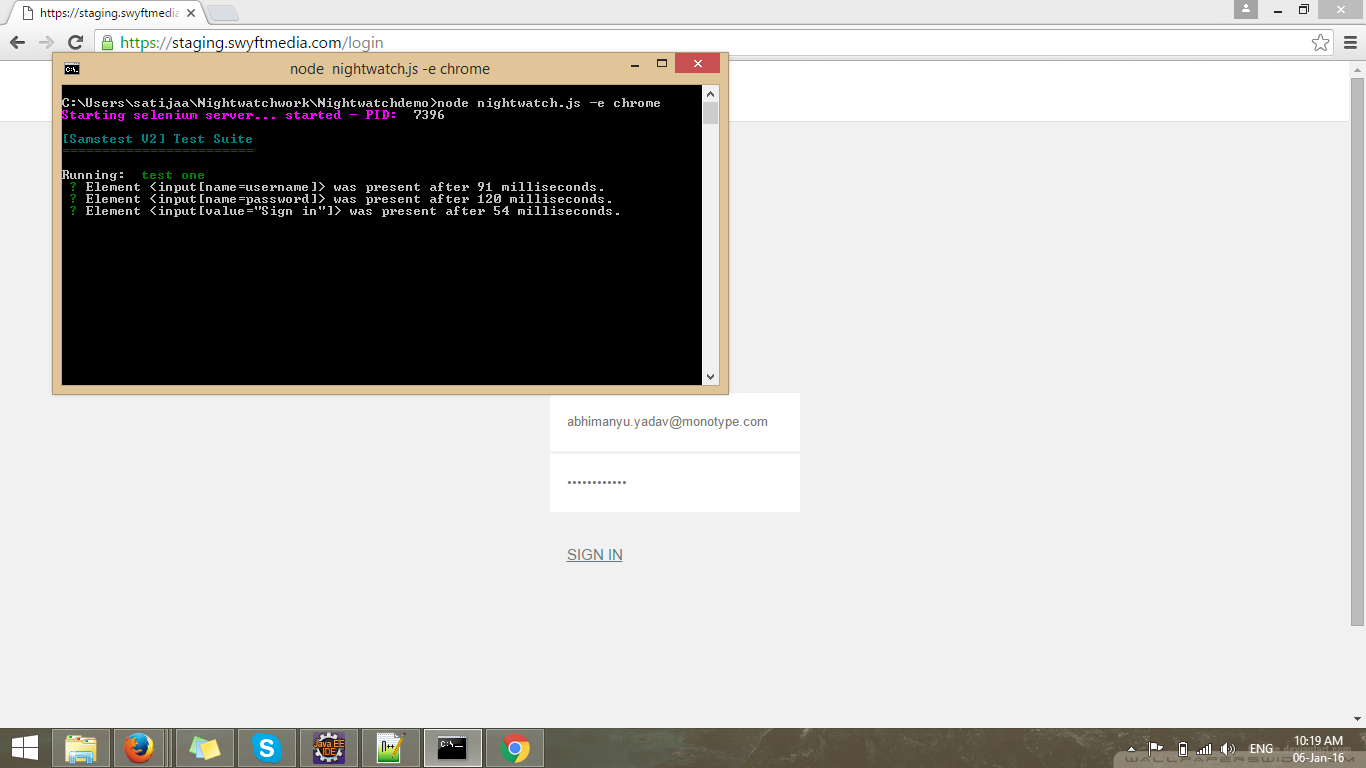 https://staging.swyftmedia
https://staging.swyftmedia.com/login
node nightwatch.js -e chrome
C:\Users\satijaa\Nightwatchwork\Nightwatchdemo>node nightwatch.js -e chrome
Starting selenium server... started - PID: 7396
[Samstest V2] Test Suite
========================
Running: test one
? Element <input[name=username]> was present after 91 milliseconds.
? Element <input[name=password]> was present after 120 milliseconds.
? Element <input[value="Sign in"]> was present after 54 milliseconds.
abhimanyu.yadav@monotype.com
••••••••••••
SIGN IN
Java EE
IDE
C:\
ENG
10:19 AM
06-Jan-16